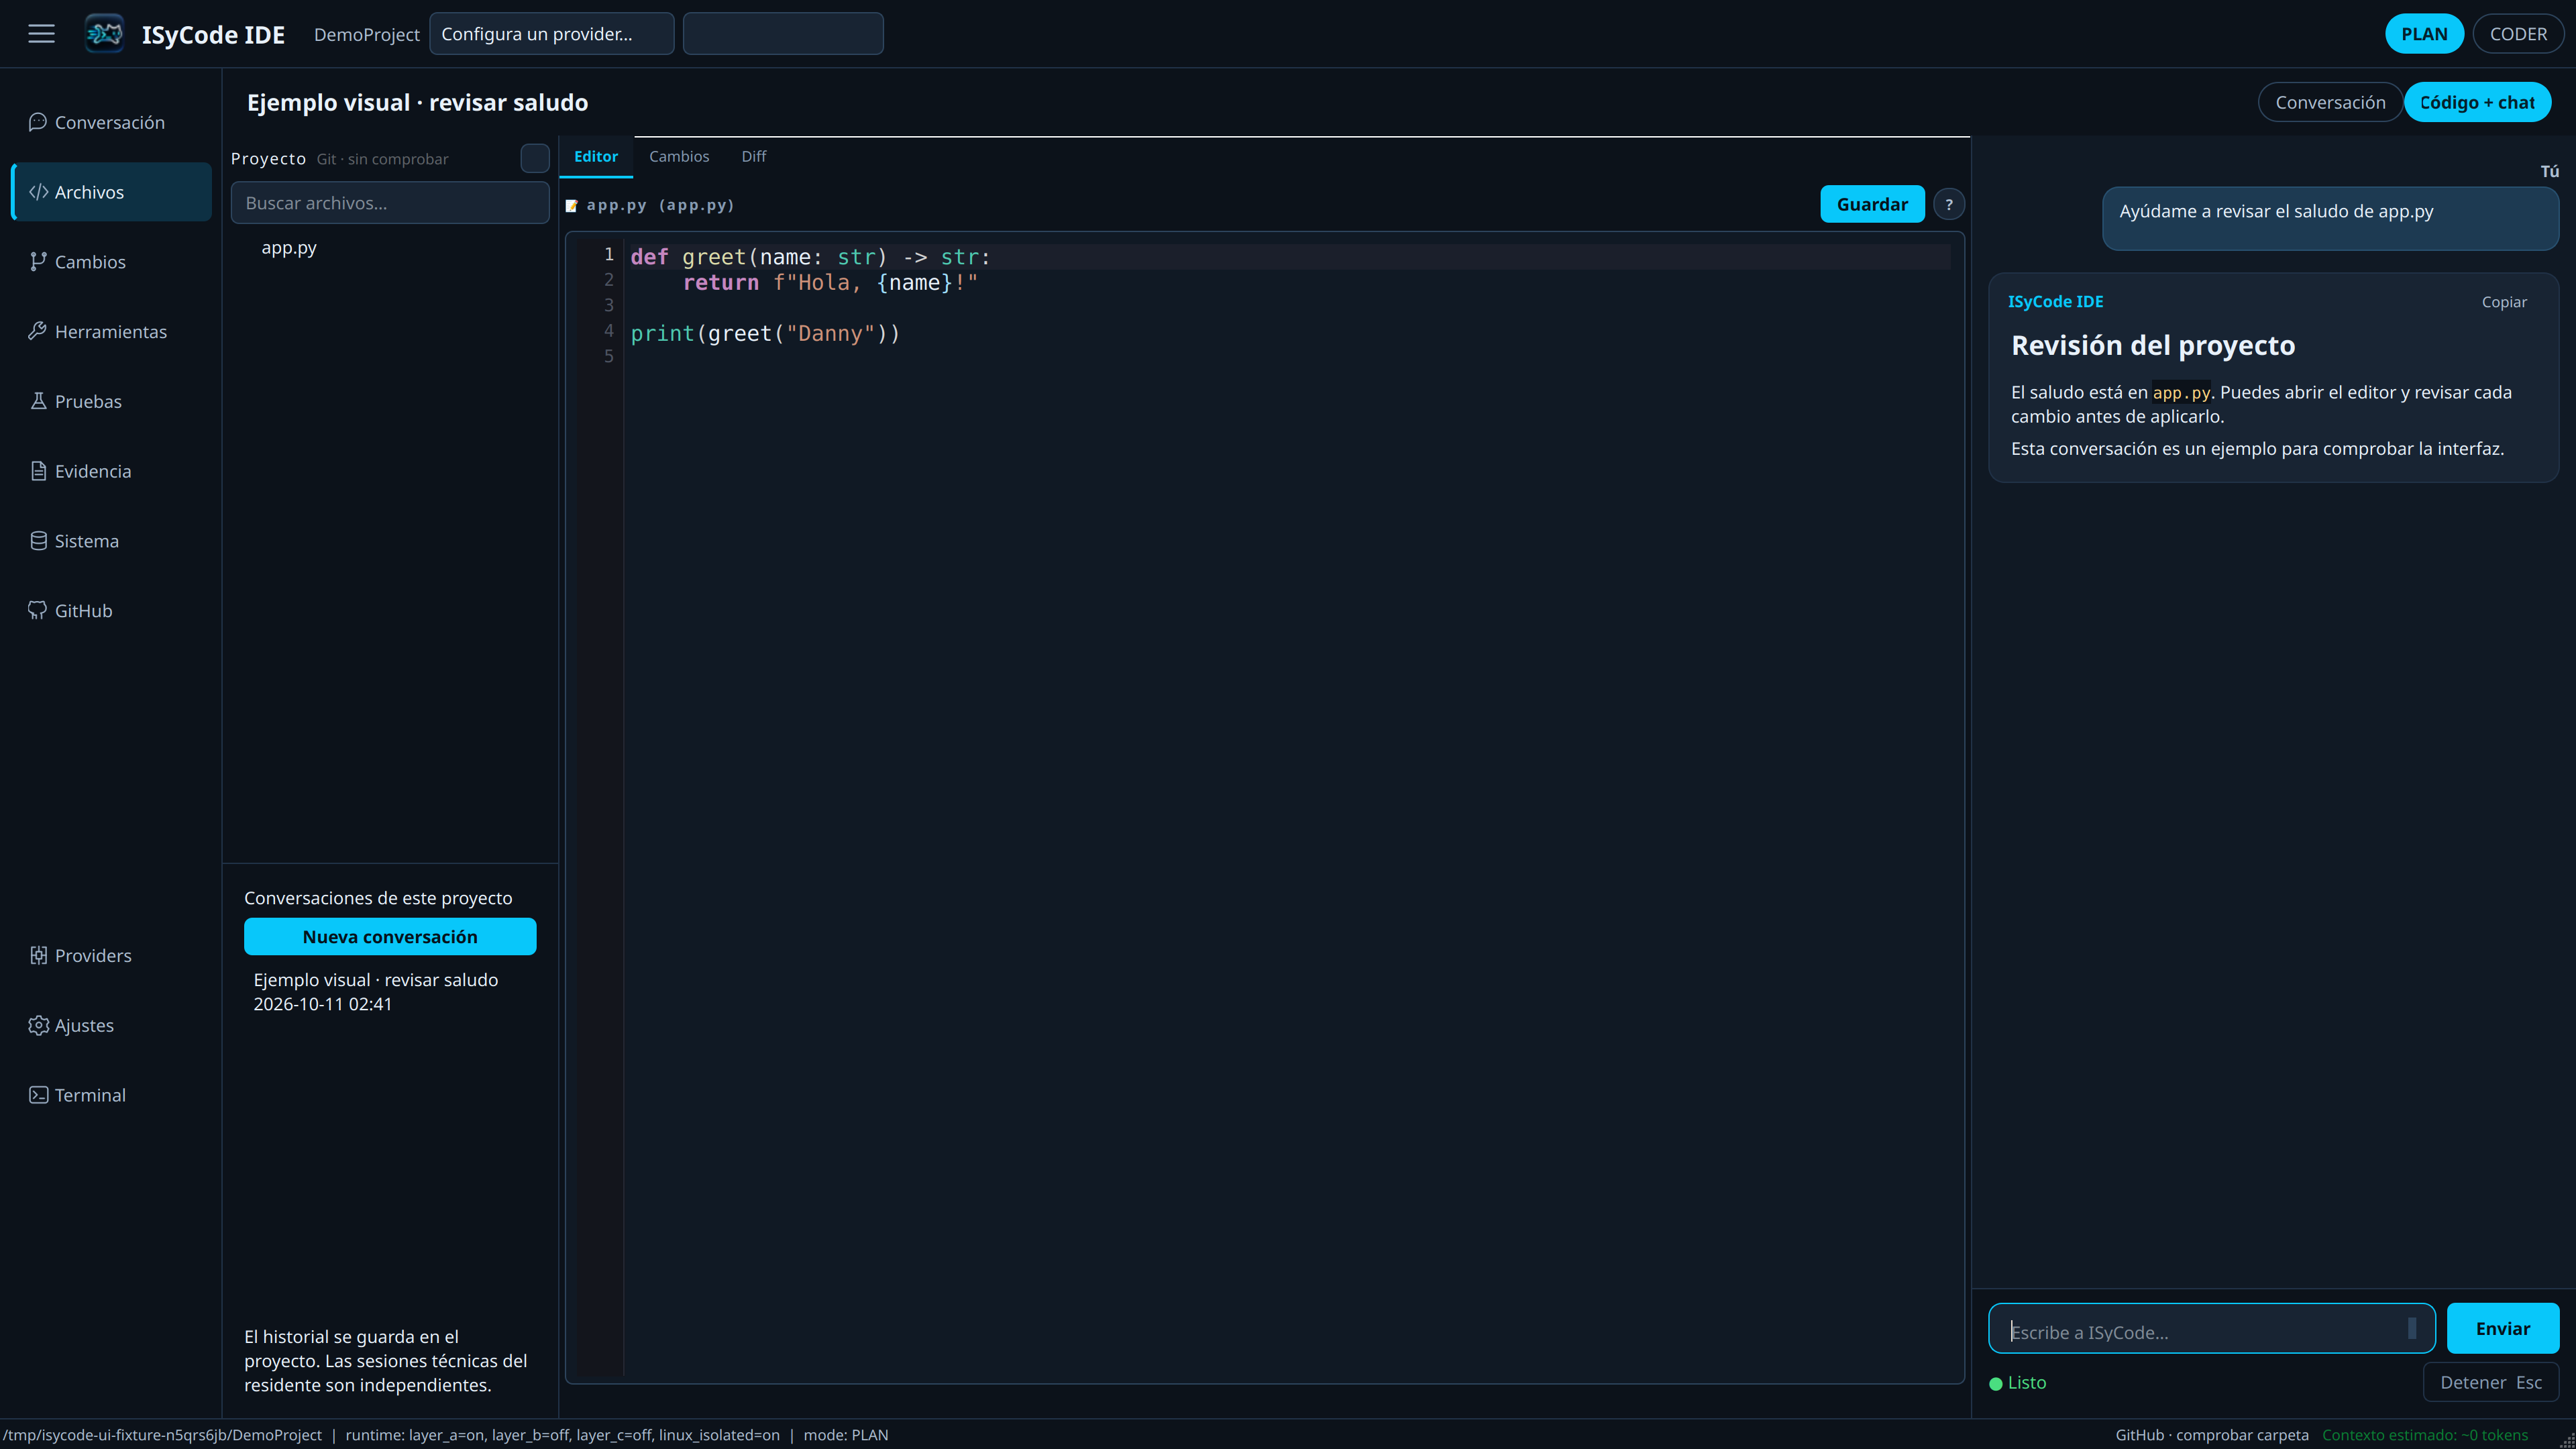 ISyCode IDE
DemoProject
Configura un provider...
PLAN
CODER
Conversación
Archivos
Cambios
Herramientas
Pruebas
Evidencia
Sistema
GitHub
Providers
Ajustes
Terminal
Ejemplo visual · revisar saludo
Conversación
Código + chat
Proyecto Git · sin comprobar
Buscar archivos...
app.py
Conversaciones de este proyecto
Nueva conversación
Ejemplo visual · revisar saludo
2026-10-11 02:41
El historial se guarda en el
proyecto. Las sesiones técnicas del
residente son independientes.
Editor
Cambios
Diff
app.py (app.py)
Guardar
?
1 def greet(name: str) -> str:
2     return f"Hola, {name}!"
3
4 print(greet("Danny"))
5
Tú
Ayúdame a revisar el saludo de app.py
ISyCode IDE
Copiar
Revisión del proyecto
El saludo está en app.py. Puedes abrir el editor y revisar cada
cambio antes de aplicarlo.
Esta conversación es un ejemplo para comprobar la interfaz.
Escribe a ISyCode...
Enviar
Listo
Detener Esc
/tmp/isycode-ui-fixture-n5qrs6jb/DemoProject | runtime: layer_a=on, layer_b=off, layer_c=off, linux_isolated=on | mode: PLAN
GitHub · comprobar carpeta
Contexto estimado: ~0 tokens